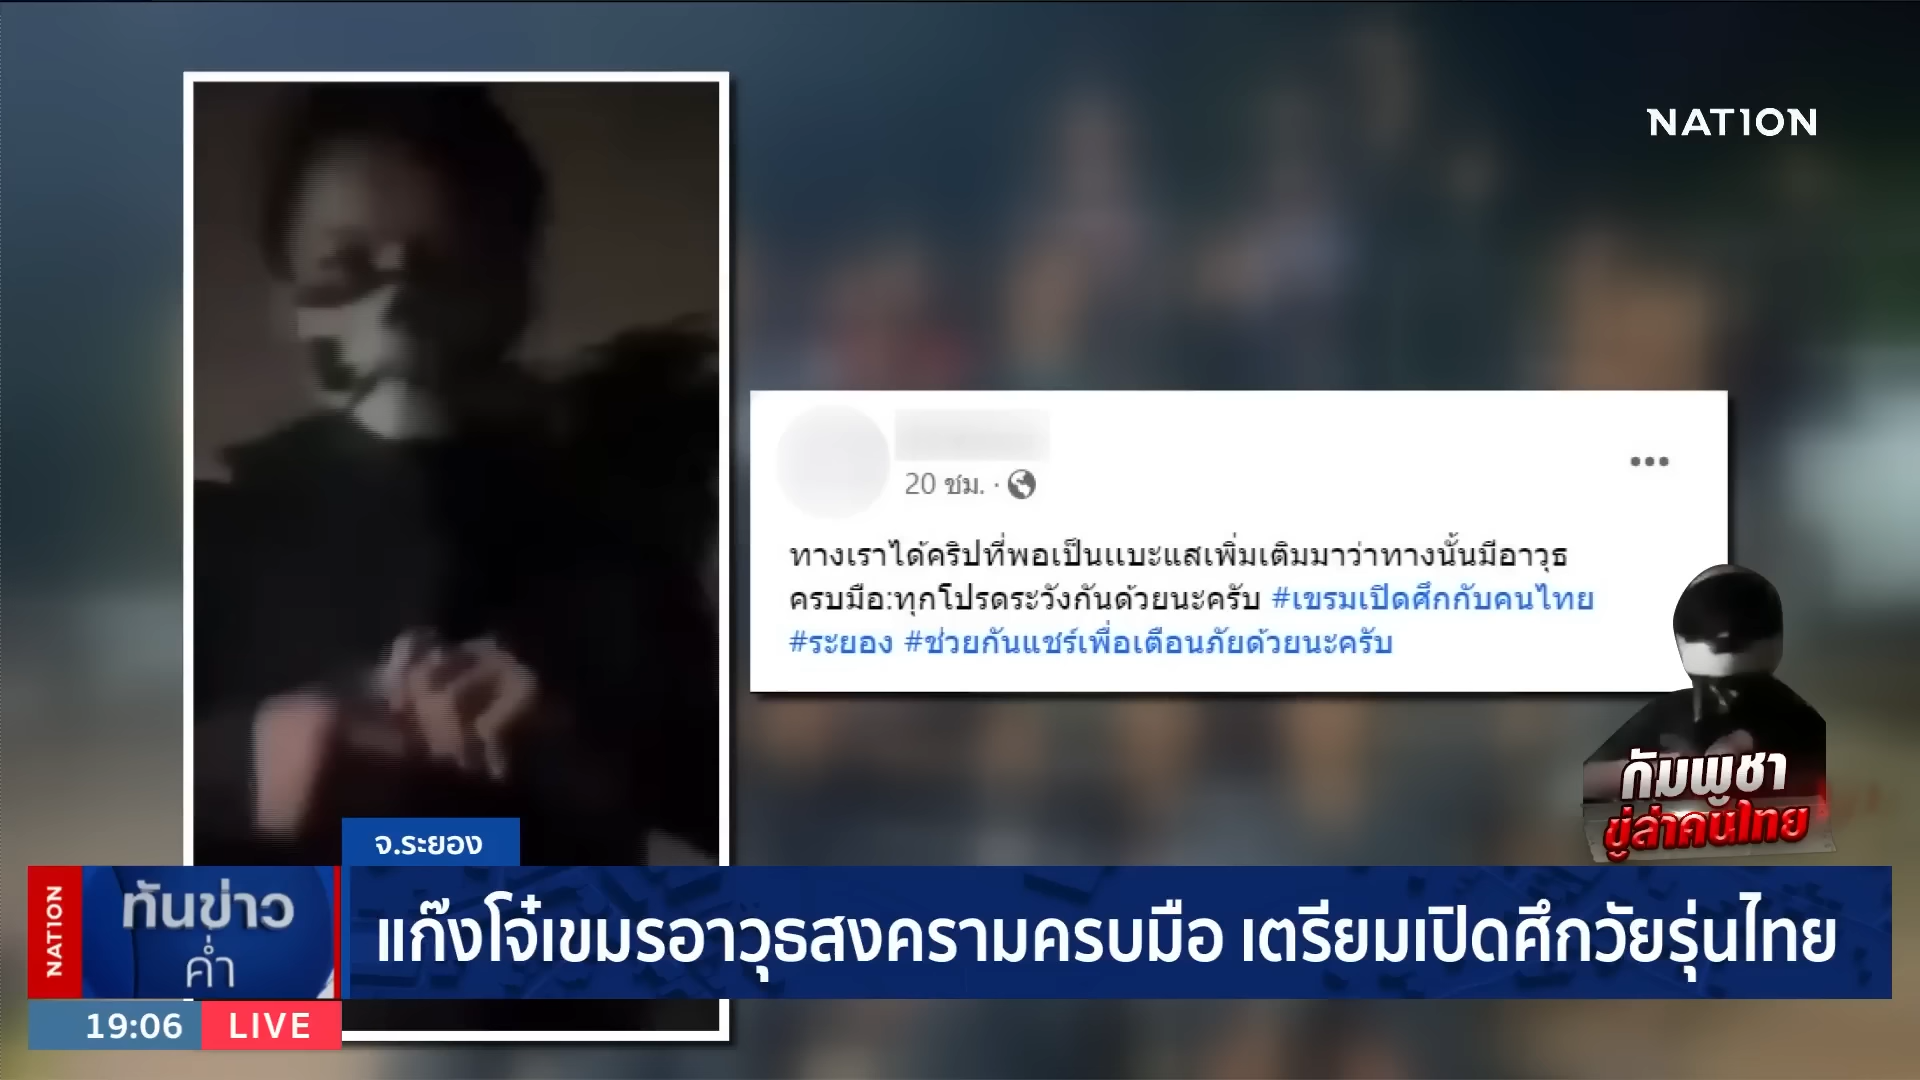 NATION
20 ชม. ·
ทางเราได้คริปที่พอเป็นแบะแสเพิ่มเติมมาว่าทางนั้นมีอาวุธ
ครบมือ:ทุกโปรดระวังกันด้วยนะครับ #เขรมเปิดศึกกับคนไทย
#ระยอง #ช่วยกันแชร์เพื่อเตือนภัยด้วยนะครับ
กัมพูชา
ขู่ล่าคนไทย
จ.ระยอง
NATION
ทันข่าว
ค่ำ
แก๊งโจ๋เขมรอาวุธสงครามครบมือ เตรียมเปิดศึกวัยรุ่นไทย
19:06 LIVE